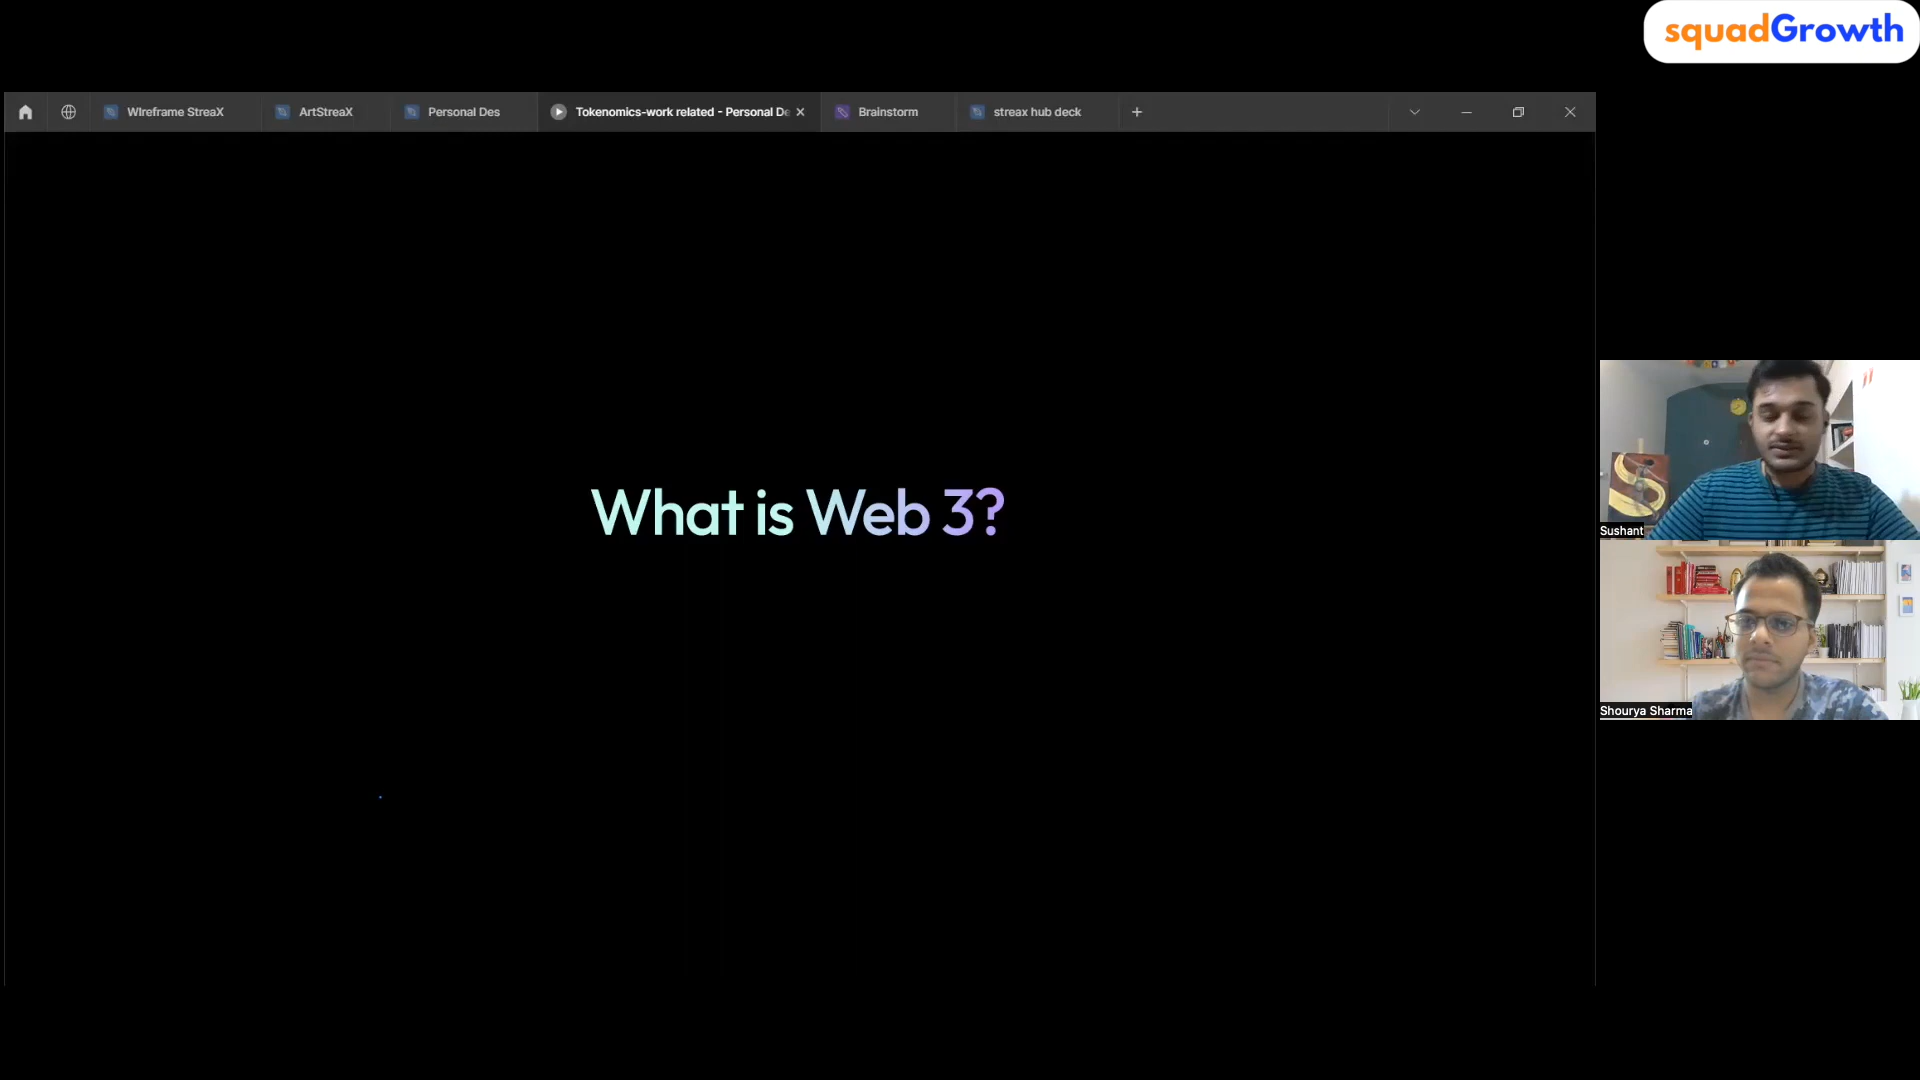 squadGrowth
WIreframe StreaX
ArtStreaX
Personal Des
Tokenomics-work related - Personal De
Brainstorm
streax hub deck
What is Web 3?
Sushant
Shourya Sharma